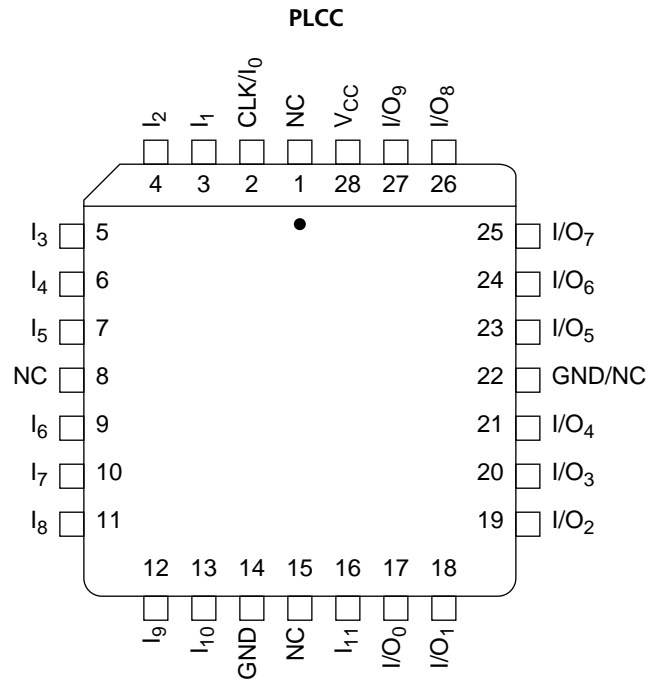 PLCC
I₂ I₁ CLK/I₀ NC V_CC I/O₉ I/O₈
4 3 2 1 28 27 26
I₃ 5 25 I/O₇
I₄ 6 24 I/O₆
I₅ 7 23 I/O₅
NC 8 22 GND/NC
I₆ 9 21 I/O₄
I₇ 10 20 I/O₃
I₈ 11 19 I/O₂
12 13 14 15 16 17 18
I₉ I₁₀ GND NC I₁₁ I/O₀ I/O₁